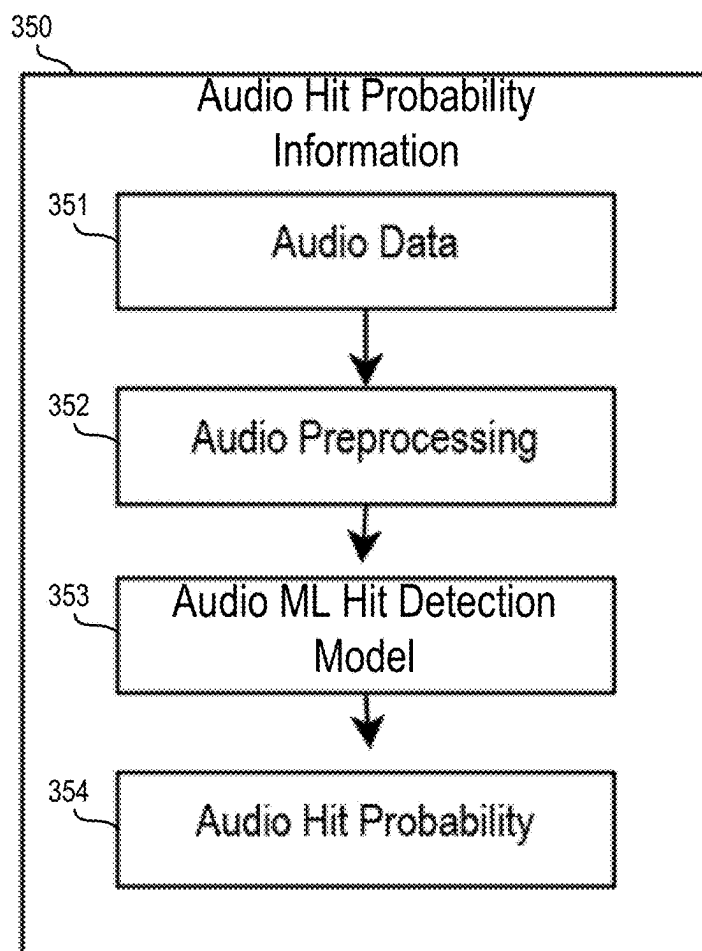 350
Audio Hit Probability
Information
351
Audio Data
352
Audio Preprocessing
353
Audio ML Hit Detection
Model
354
Audio Hit Probability